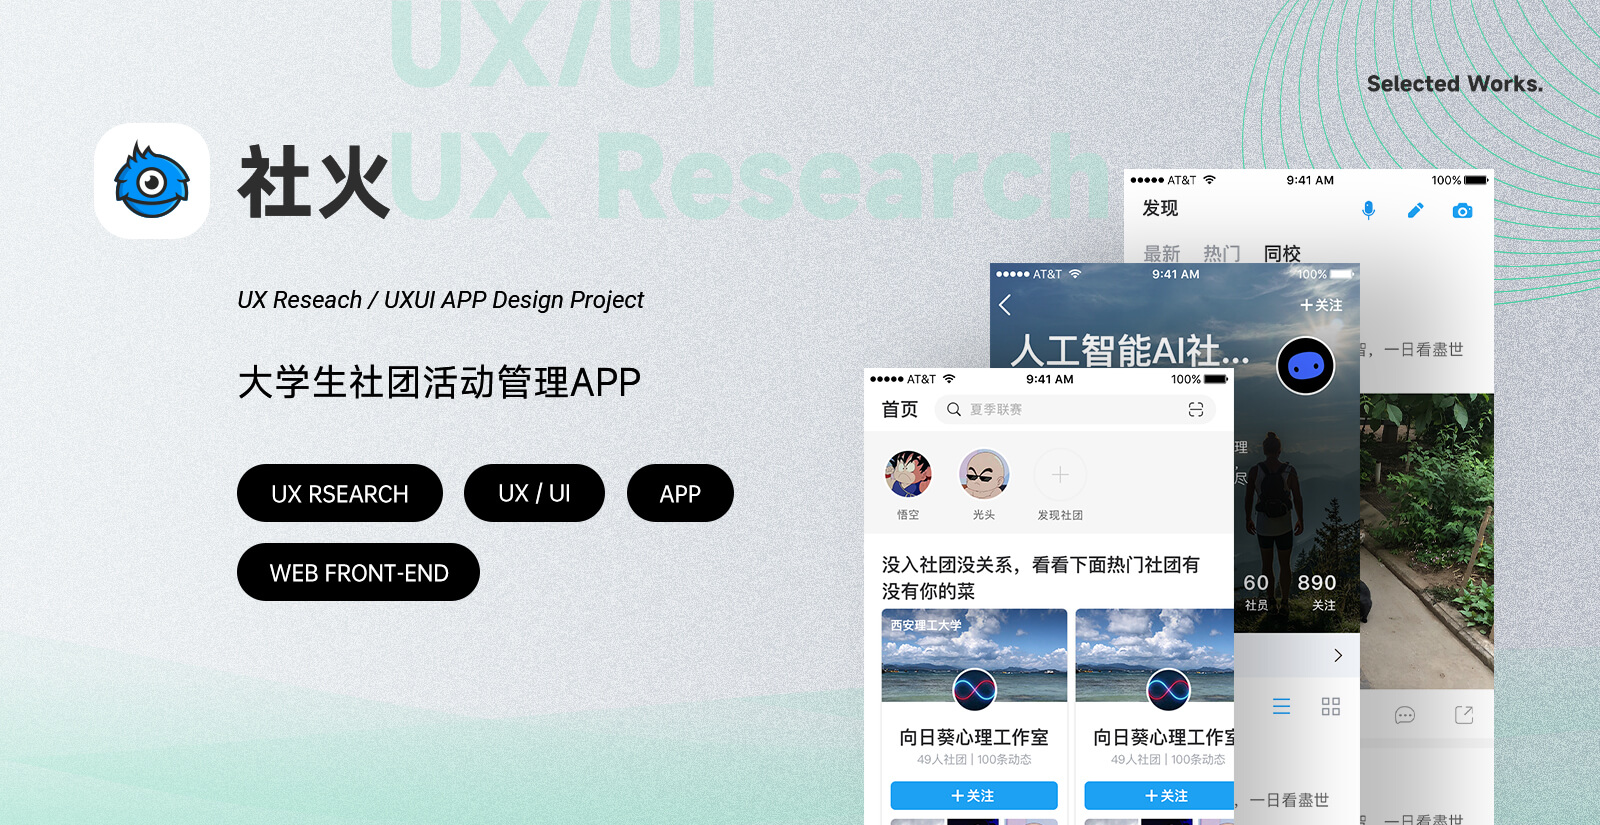 UX/UI
UX Research
Selected Works.
社火
UX Reseach / UXUI APP Design Project
大学生社团活动管理APP
UX RSEARCH
UX / UI
APP
WEB FRONT-END
AT&T
9:41 AM
100%
发现
最新 热门 同校
一日看盡世
AT&T
9:41 AM
100%
+关注
人工智能AI社...
理
尽
60
890
社员
关注
，一日看盡世
一日看盡世
AT&T
9:41 AM
100%
首页
夏季联赛
悟空
光头
发现社团
没入社团没关系，看看下面热门社团有
没有你的菜
西安理工大学
向日葵心理工作室
49人社团 | 100条动态
+关注
向日葵心理工作室
49人社团 | 100条动态
+关注